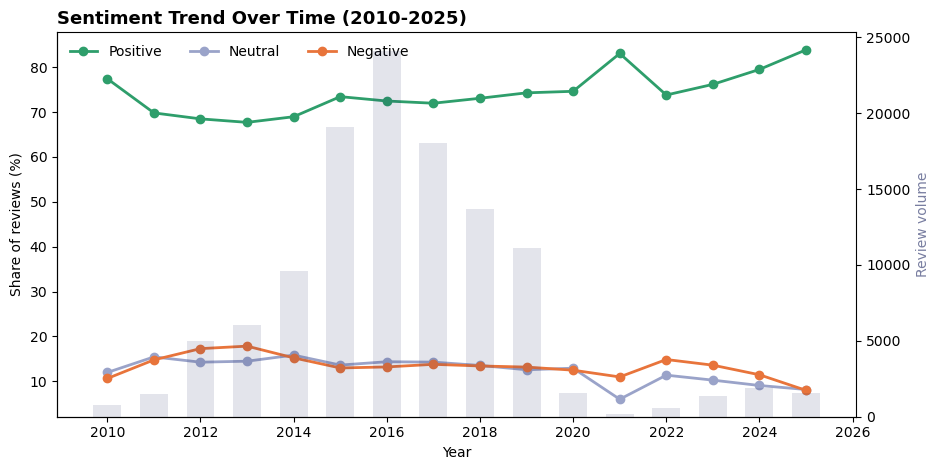 Sentiment Trend Over Time (2010-2025)
Positive Neutral Negative
Share of reviews (%)
80
70
60
50
40
30
20
10
25000
20000
15000
10000
5000
0
Review volume
2010 2012 2014 2016 2018 2020 2022 2024 2026
Year